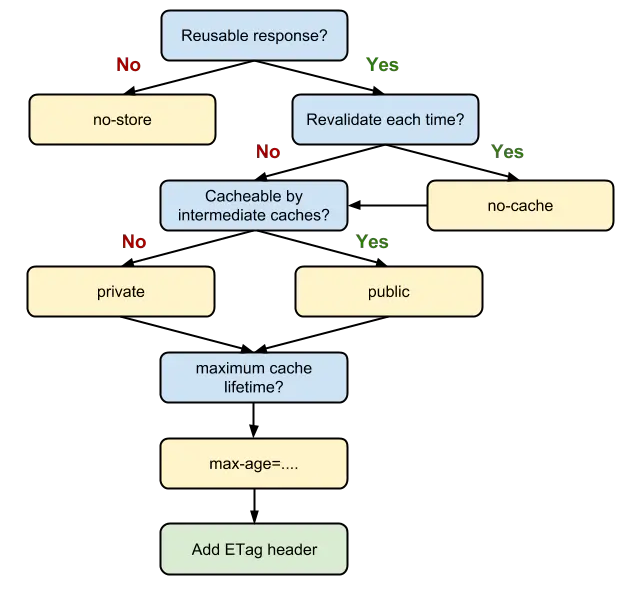 Reusable response?
No
Yes
no-store
Revalidate each time?
No
Yes
Cacheable by
intermediate caches?
no-cache
No
Yes
private
public
maximum cache
lifetime?
max-age=....
Add ETag header